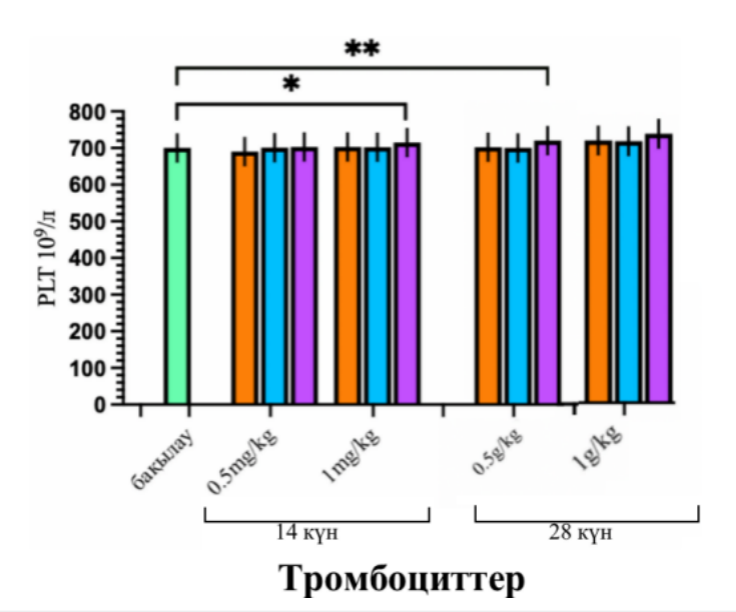 **
*
800
700
600
500
400
300
200
100
0
PLT 10⁹/л
бақылау
0.5mg/kg
1mg/kg
0.5g/kg
1g/kg
14 күн
28 күн
Тромбоциттер